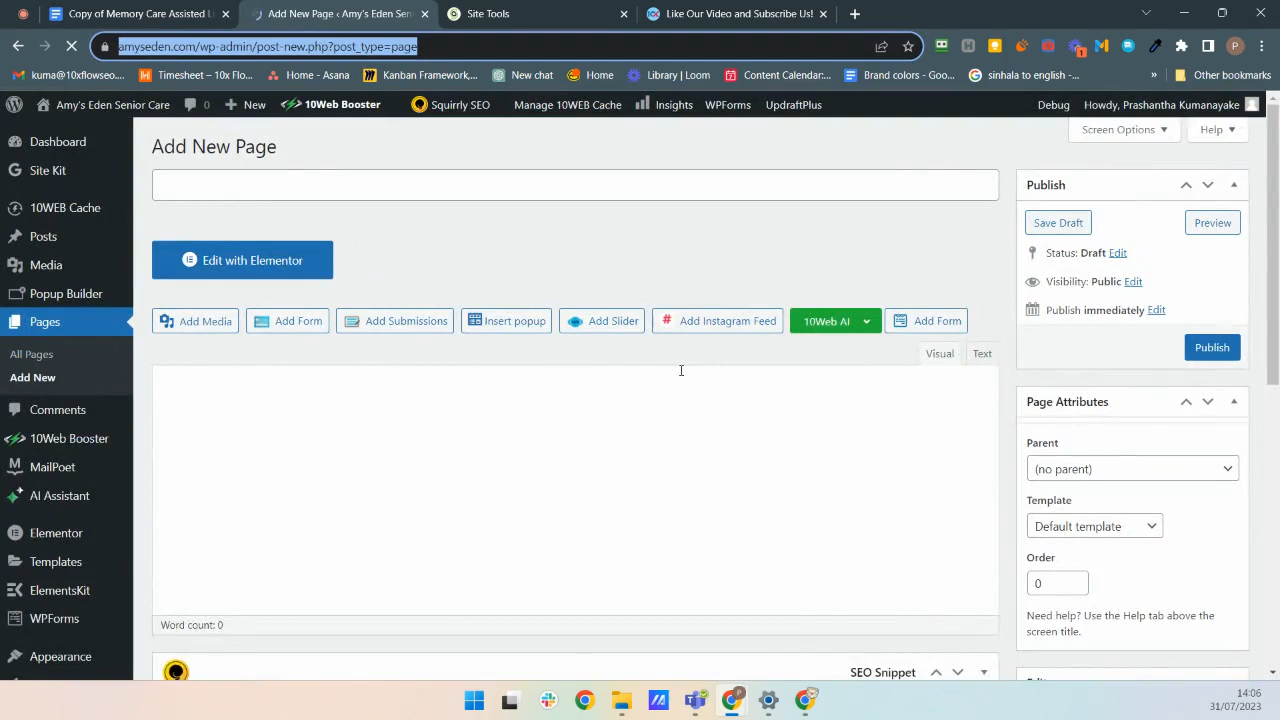 Copy of Memory Care Assisted L
Add New Page ‹ Amy's Eden Seni
Site Tools
Like Our Video and Subscribe Us!
amyseden.com/wp-admin/post-new.php?post_type=page
P
kuma@10xflowseo...
Timesheet – 10x Flo...
Home - Asana
Kanban Framework,...
New chat
Home
Library | Loom
Content Calendar:...
Brand colors - Goo...
sinhala to english -...
»
Other bookmarks
Amy's Eden Senior Care
0
New
10WEB Booster
Squirrly SEO
Manage 10WEB Cache
Insights
WPForms
UpdraftPlus
Debug
Howdy, Prashantha Kumanayake
Dashboard
Site Kit
10WEB Cache
Posts
Media
Popup Builder
Pages
All Pages
Add New
Comments
10Web Booster
MailPoet
AI Assistant
Elementor
Templates
ElementsKit
WPForms
Appearance
Add New Page
Screen Options
Help
Edit with Elementor
Add Media
Add Form
Add Submissions
Insert popup
Add Slider
Add Instagram Feed
10Web AI
Add Form
Visual
Text
Word count: 0
SEO Snippet
Publish
Save Draft
Preview
Status: Draft Edit
Visibility: Public Edit
Publish immediately Edit
Publish
Page Attributes
Parent
(no parent)
Template
Default template
Order
0
Need help? Use the Help tab above the
screen title.
14:06
31/07/2023